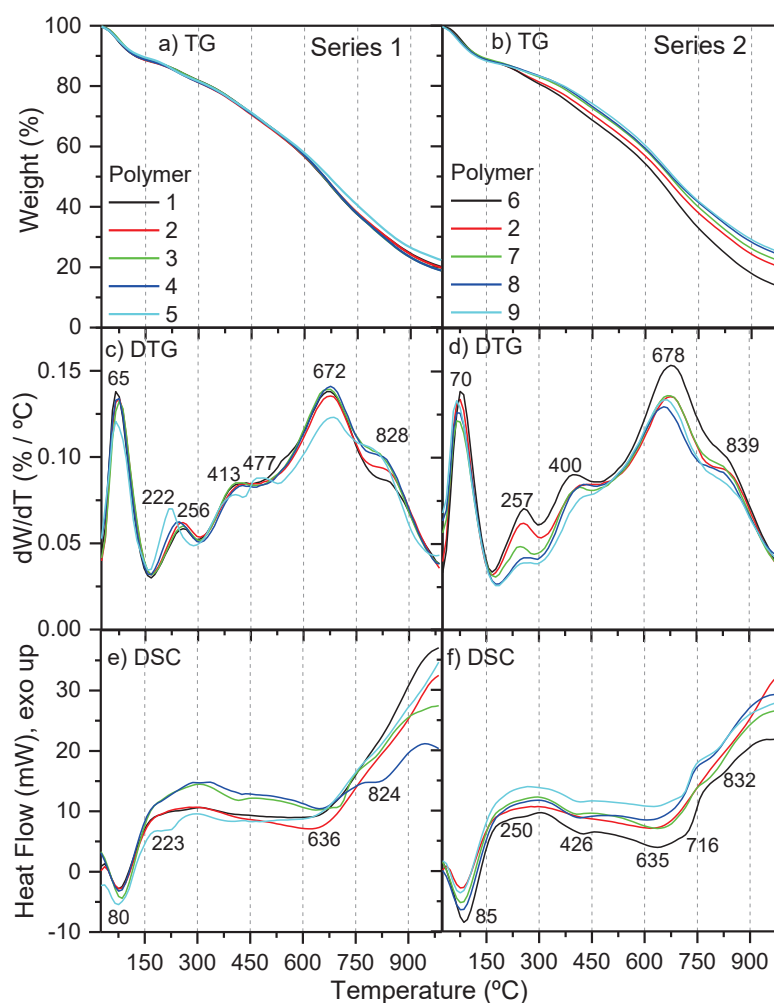 a) TG
Series 1
b) TG
Series 2
100
80
60
40
20
0
Weight (%)
Polymer
1
2
3
4
5
Polymer
6
2
7
8
9
c) DTG
d) DTG
0.15
0.10
0.05
0.00
dW/dT (% / ºC)
65
222
256
413
477
672
828
70
257
400
678
839
e) DSC
f) DSC
30
20
10
0
-10
Heat Flow (mW), exo up
80
223
636
824
85
250
426
635
716
832
150 300 450 600 750 900
150 300 450 600 750 900
Temperature (ºC)